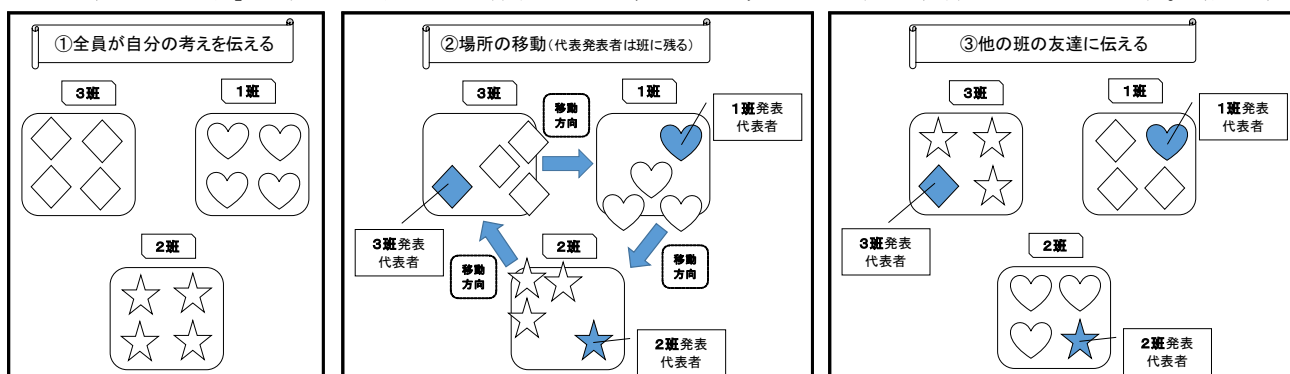 ①全員が自分の考えを伝える
3班
1班
2班
②場所の移動(代表発表者は班に残る)
3班
移動
方向
1班
1班発表
代表者
3班発表
代表者
移動
方向
2班
移動
方向
2班発表
代表者
③他の班の友達に伝える
3班
1班
1班発表
代表者
3班発表
代表者
2班
2班発表
代表者